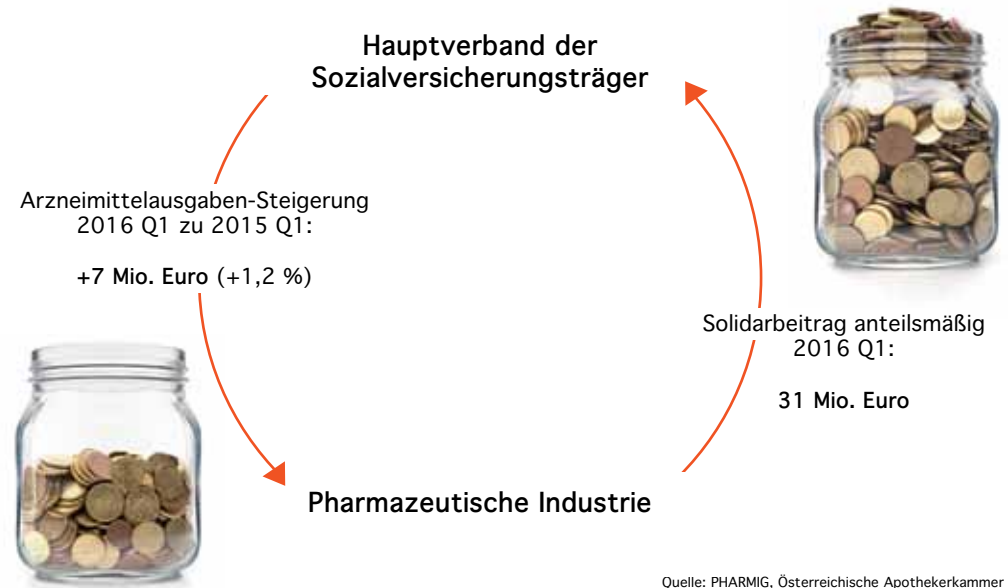 Hauptverband der
Sozialversicherungsträger
Arzneimittelausgaben-Steigerung
2016 Q1 zu 2015 Q1:
+7 Mio. Euro (+1,2 %)
Solidarbeitrag anteilsmäßig
2016 Q1:
31 Mio. Euro
Pharmazeutische Industrie
Quelle: PHARMIG, Österreichische Apothekerkammer